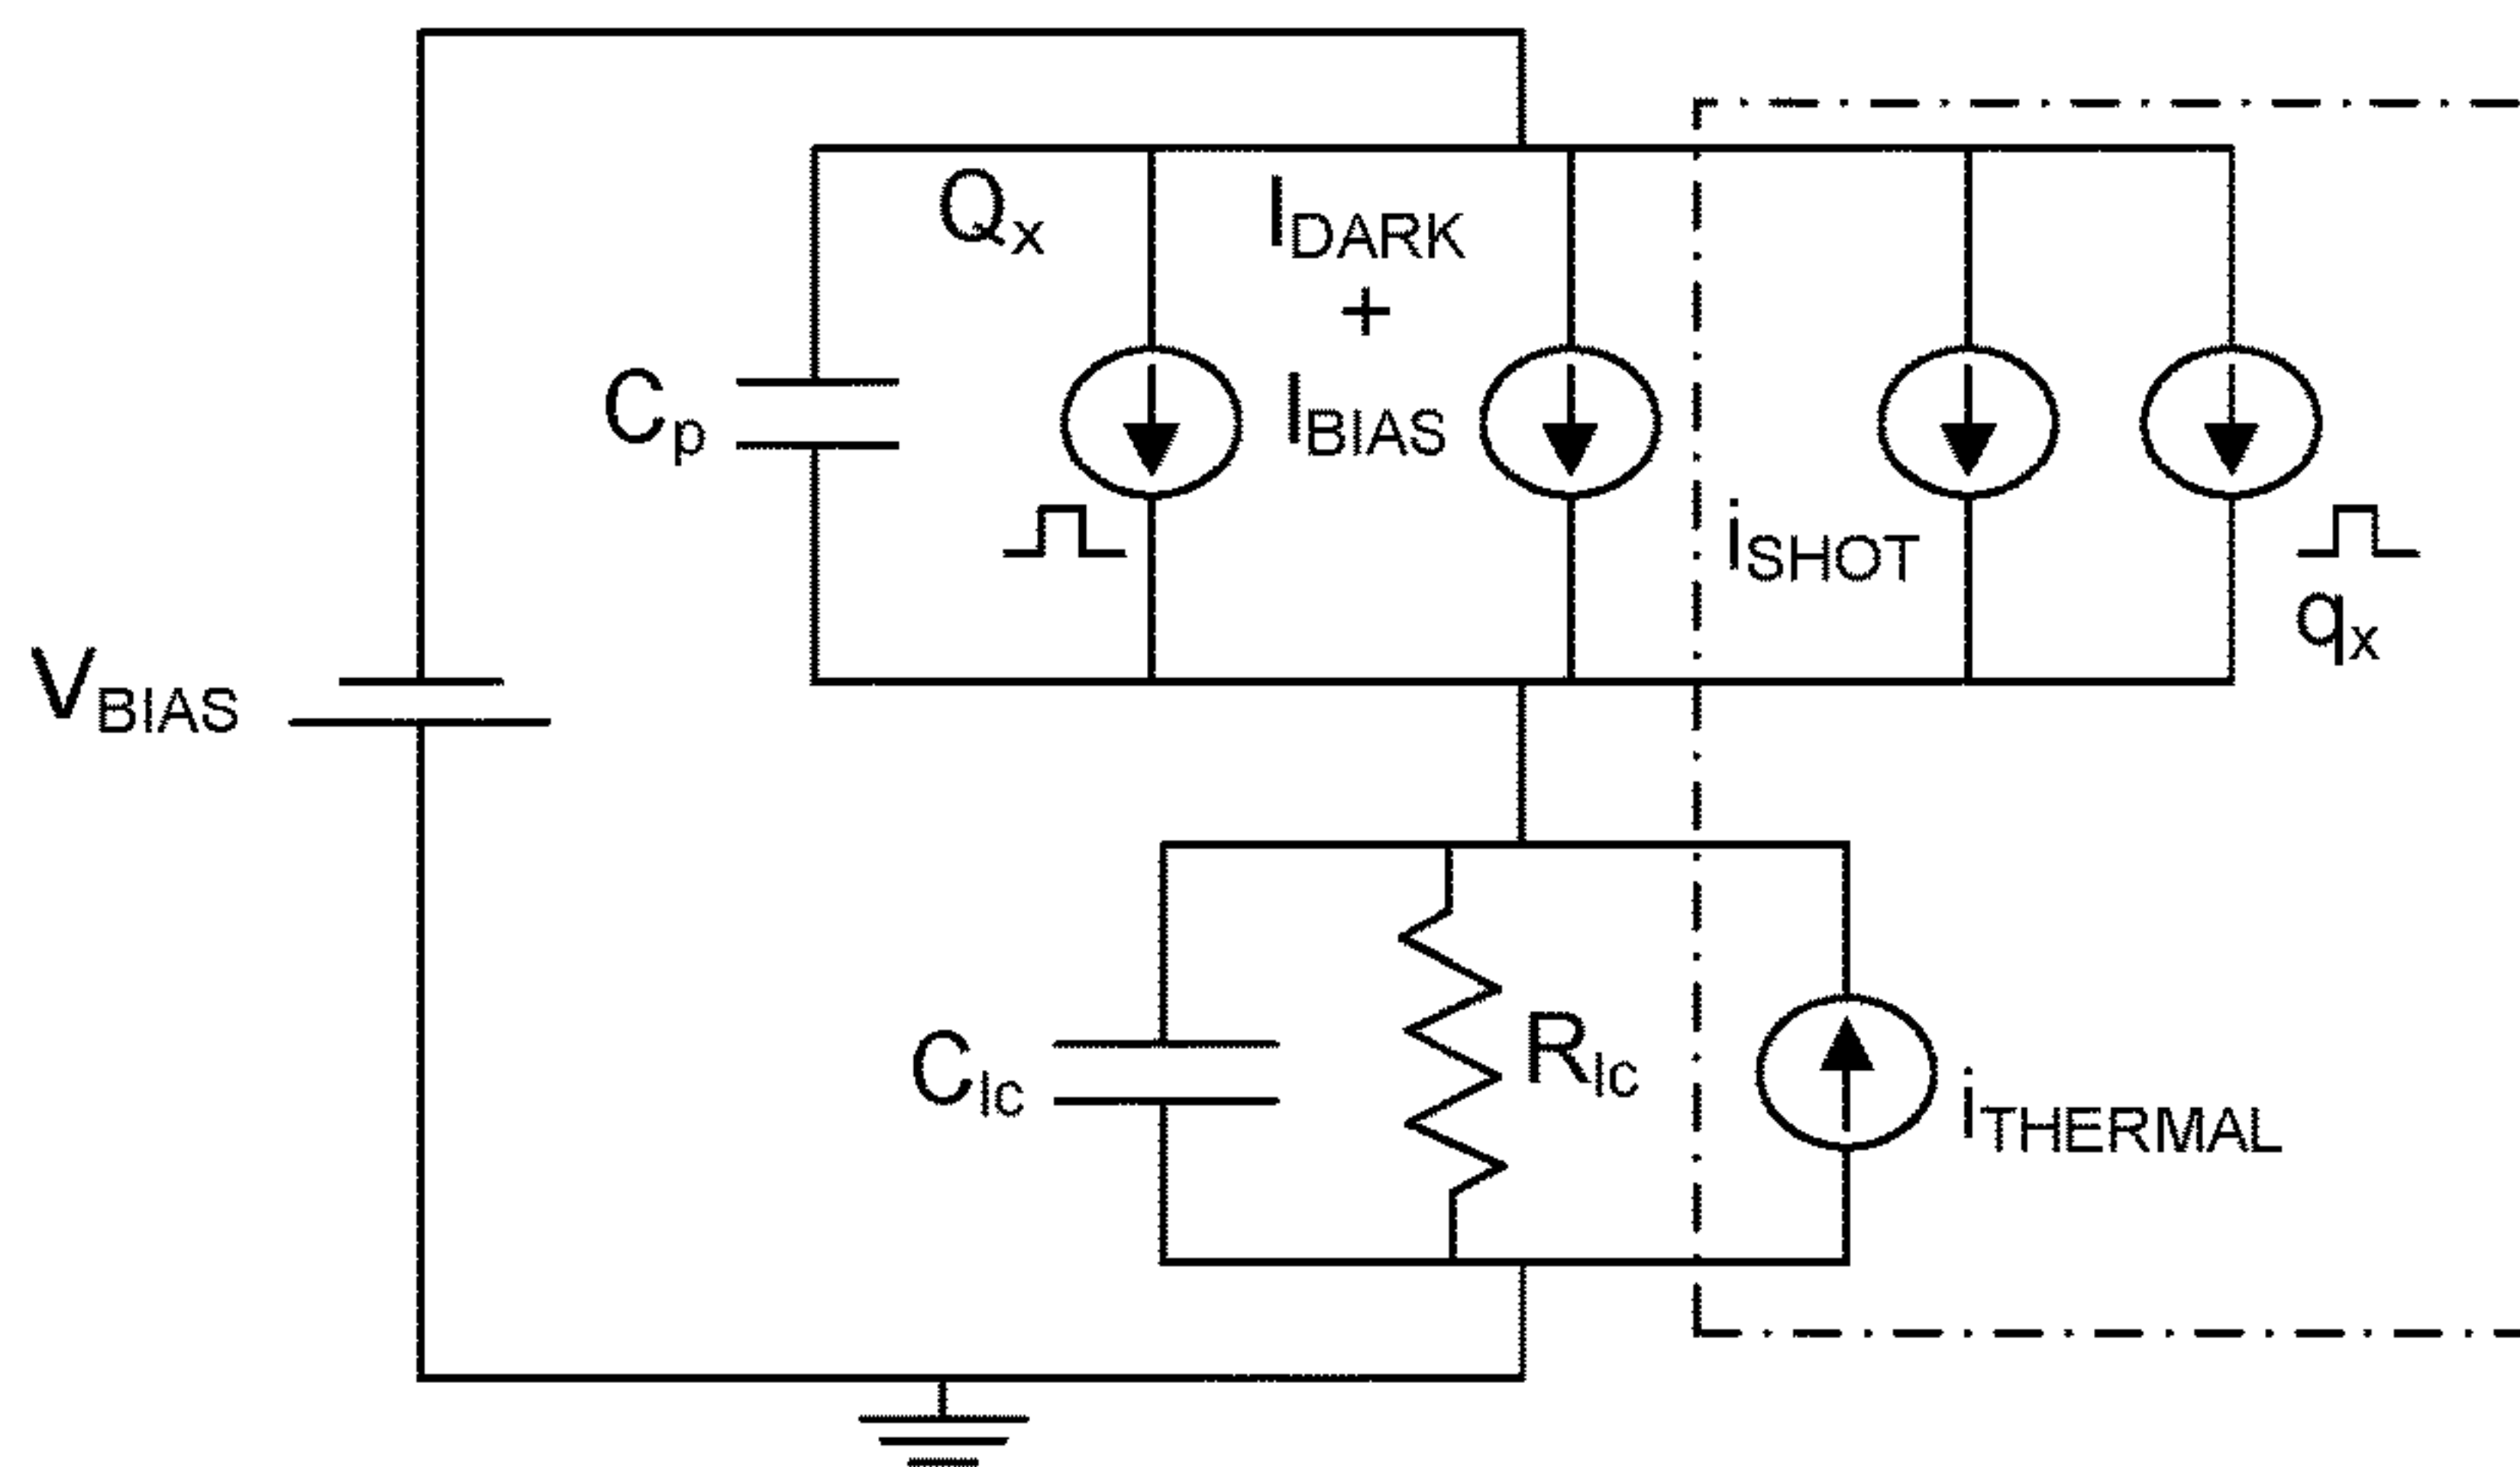 Qx
IDARK
+
IBIAS
Cp
iSHOT
qx
VBIAS
Clc
Rlc
iTHERMAL